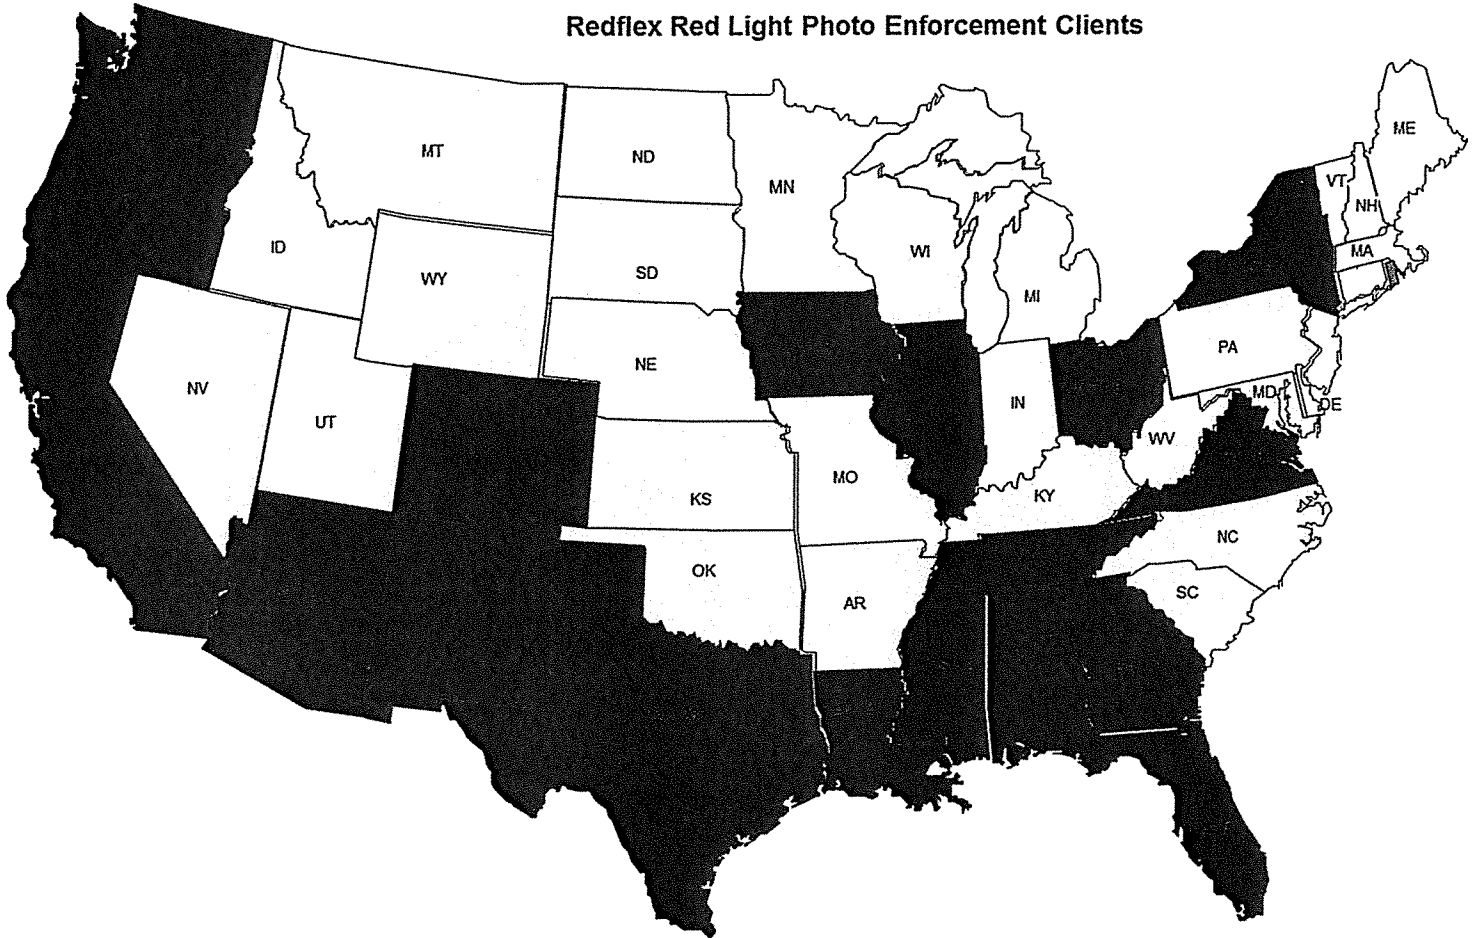 Redflex Red Light Photo Enforcement Clients
MT
ND
MN
ME
VT
NH
MA
ID
WY
SD
WI
MI
NE
PA
NV
UT
IN
MD
DE
WV
KS
MO
KY
OK
AR
NC
SC